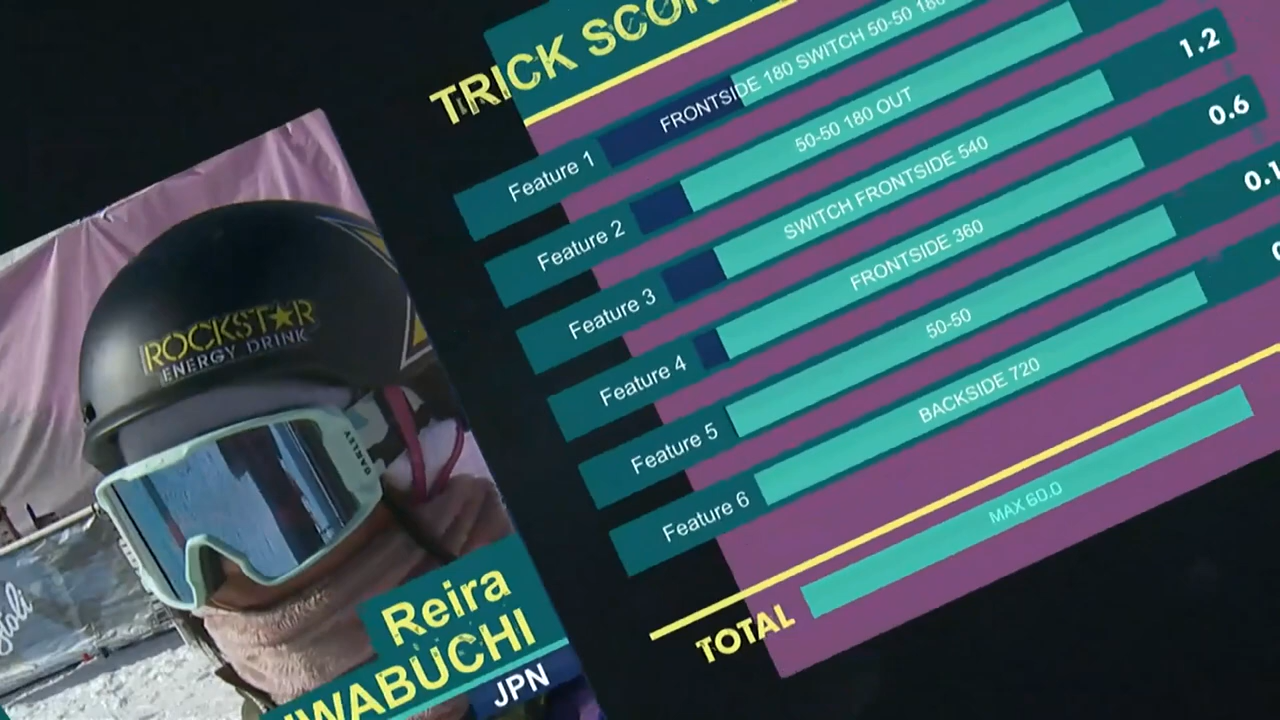 TRICK SCOR
Feature 1 FRONTSIDE 180 SWITCH 50-50 180
Feature 2 50-50 180 OUT
Feature 3 SWITCH FRONTSIDE 540 1.2
Feature 4 FRONTSIDE 360 0.6
Feature 5 50-50 0.1
Feature 6 BACKSIDE 720 0
TOTAL MAX 60.0
ROCKSTAR
ENERGY DRINK
OAKLEY
Stoli
Reira
IWABUCHI
JPN